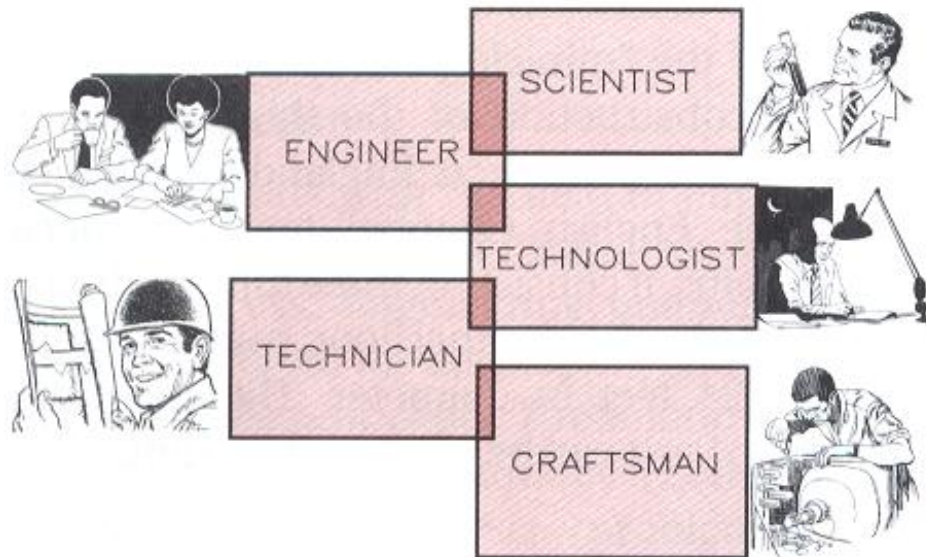 SCIENTIST
ENGINEER
TECHNOLOGIST
TECHNICIAN
CRAFTSMAN